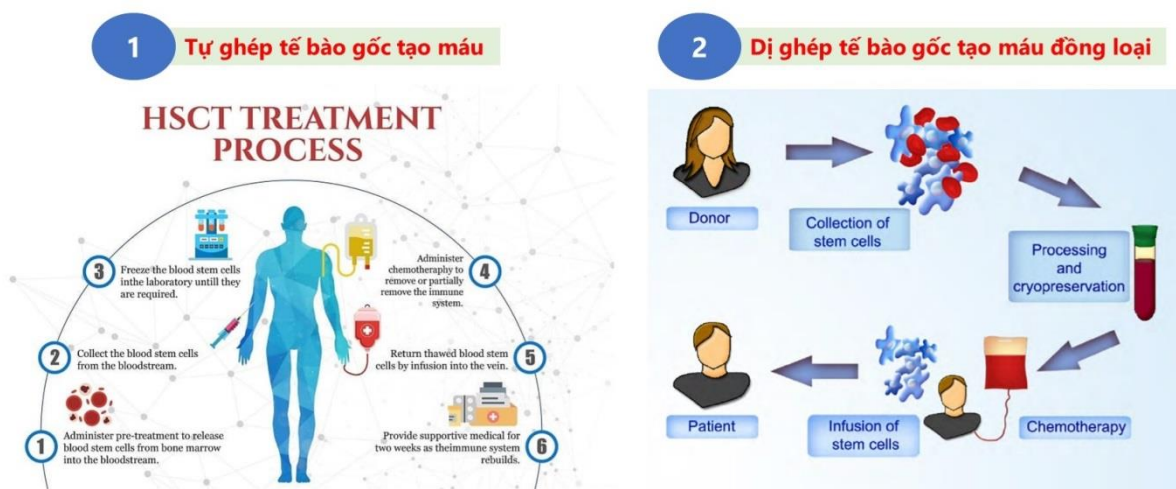 1
Tự ghép tế bào gốc tạo máu
HSCT TREATMENT
PROCESS
3
Freeze the blood stem cells
inthe laboratory untill they
are required.
Administer
chemotheraphy to
remove or partially
remove the immune
system.
4
2
Collect the blood stem cells
from the bloodstream.
Return thawed blood stem
cells by infusion into the vein.
5
1
Administer pre-treatment to release
blood stem cells from bone marrow
into the bloodstream.
Provide supportive medical for
two weeks as theimmune system
rebuilds.
6
2
Dị ghép tế bào gốc tạo máu đồng loại
Donor
Collection of
stem cells
Processing
and
cryopreservation
Patient
Infusion of
stem cells
Chemotherapy